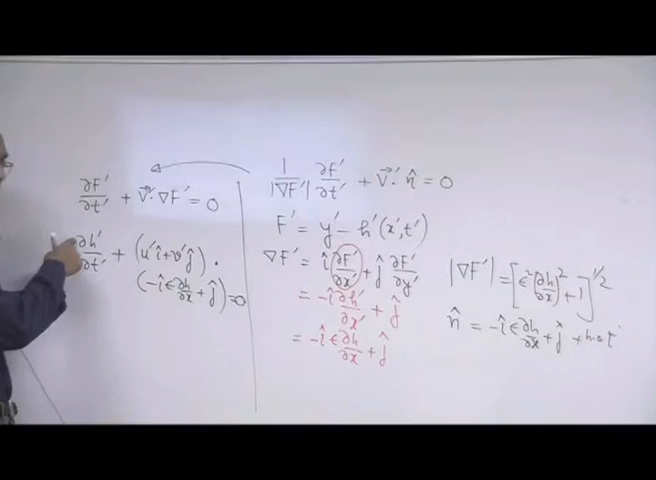 ∂F'/∂t' + V⃗'·∇F' = 0
∂h'/∂t' + (u'î+v'ĵ) ·
(-îϵ∂h/∂x + ĵ) = 0
1/|∇F'| ∂F'/∂t' + V⃗'·n̂ = 0
F' = y' - h'(x',t')
∇F' = î ∂F'/∂x' + ĵ ∂F'/∂y'
= -î ∂h'/∂x' + ĵ
= -îϵ ∂h/∂x + ĵ
|∇F'| = [ϵ²(∂h/∂x)² + 1]^1/2
n̂ = -îϵ ∂h/∂x + ĵ + h.o.t